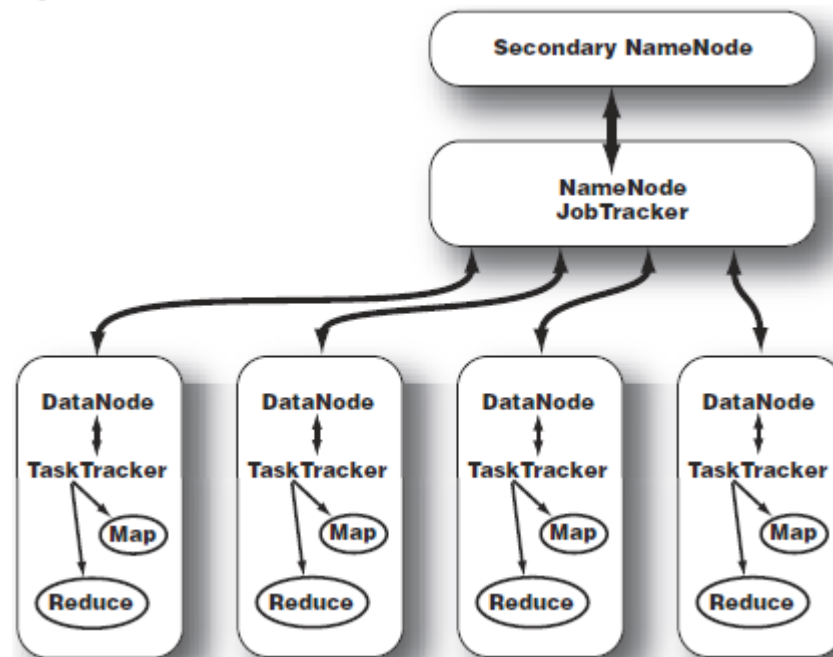 Secondary NameNode
NameNode
JobTracker
DataNode
TaskTracker
Map
Reduce
DataNode
TaskTracker
Map
Reduce
DataNode
TaskTracker
Map
Reduce
DataNode
TaskTracker
Map
Reduce